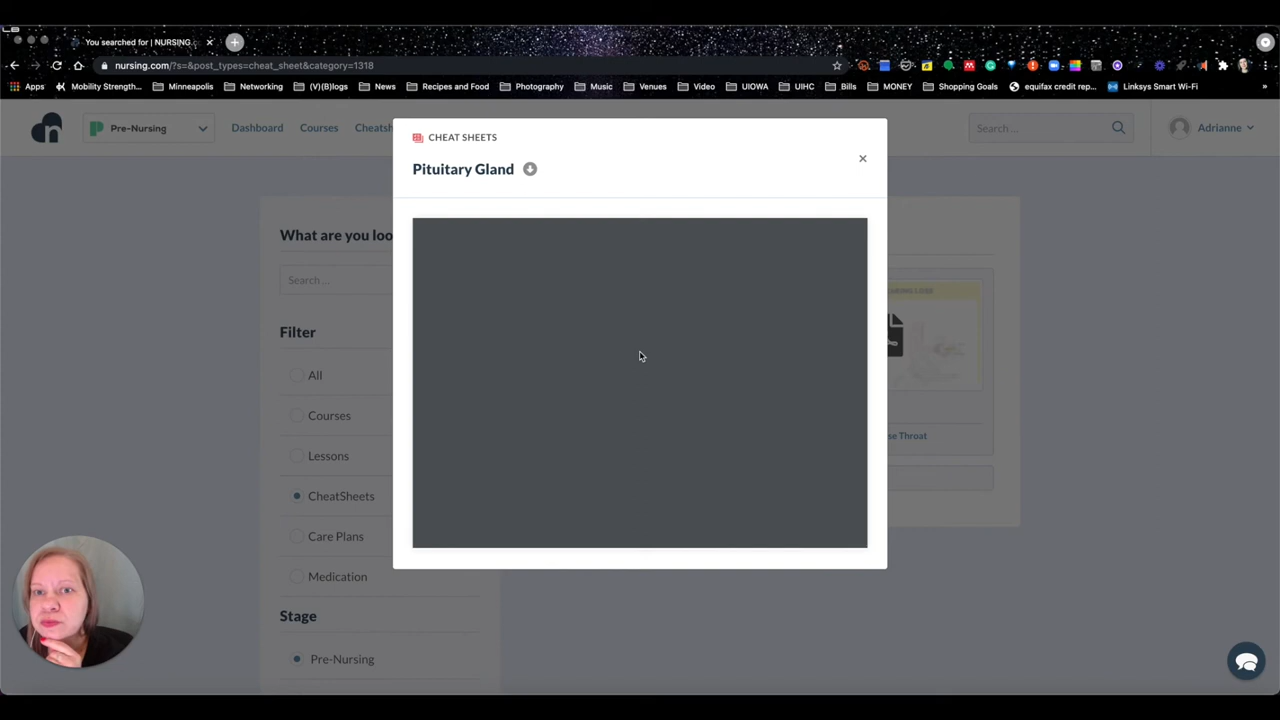 You searched for | NURSING.c
nursing.com/?s=&post_types=cheat_sheet&category=1318
Apps Mobility Strength... Minneapolis Networking (V)(B)logs News Recipes and Food Photography Music Venues Video UIOWA UIHC Bills MONEY Shopping Goals equifax credit rep... Linksys Smart Wi-Fi »
Pre-Nursing Dashboard Courses Cheatsh Search ... Adrianne
CHEAT SHEETS
Pituitary Gland
What are you loo
Search ...
Filter
All
Courses
Lessons
CheatSheets
Care Plans
Medication
Stage
Pre-Nursing
se Throat